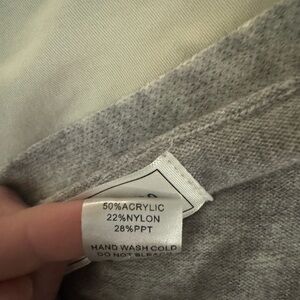 50%ACRYLIC
22%NYLON
28%PPT
HAND WASH COLD
DO NOT BLEACH